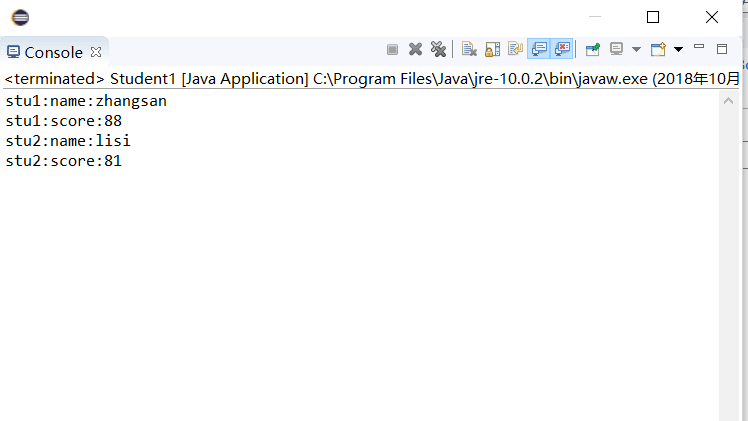 Console
<terminated> Student1 [Java Application] C:\Program Files\Java\jre-10.0.2\bin\javaw.exe (2018年10月
stu1:name:zhangsan
stu1:score:88
stu2:name:lisi
stu2:score:81